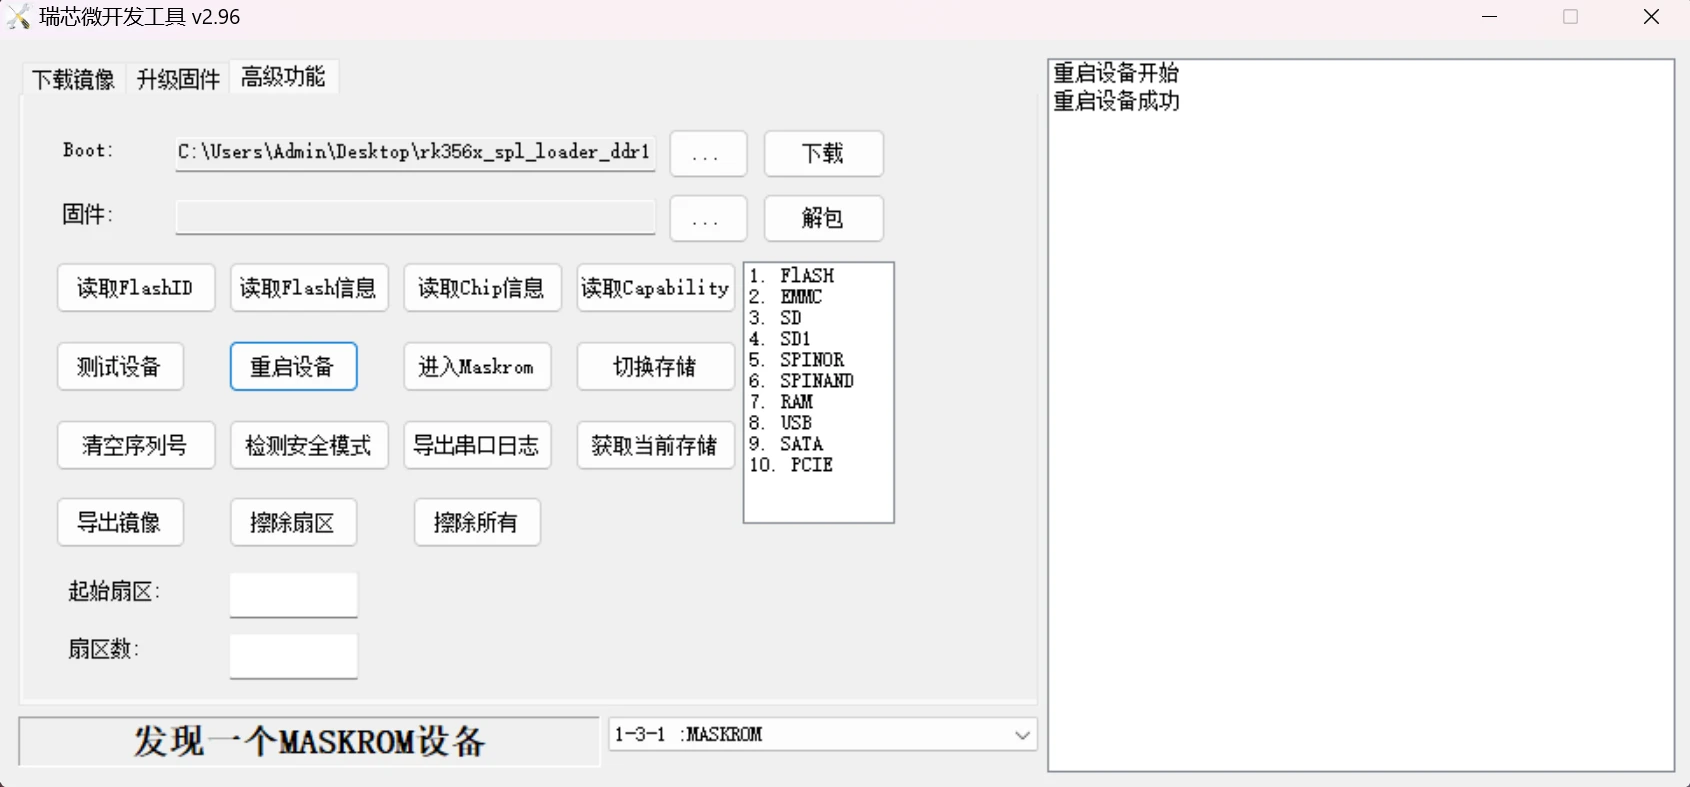 瑞芯微开发工具 v2.96
下载镜像 升级固件 高级功能
Boot: C:\Users\Admin\Desktop\rk356x_spl_loader_ddr1 ... 下载
固件: ... 解包
读取FlashID 读取Flash信息 读取Chip信息 读取Capability
测试设备 重启设备 进入Maskrom 切换存储
清空序列号 检测安全模式 导出串口日志 获取当前存储
导出镜像 擦除扇区 擦除所有
起始扇区:
扇区数:
1. FlASH
2. EMMC
3. SD
4. SD1
5. SPINOR
6. SPINAND
7. RAM
8. USB
9. SATA
10. PCIE
发现一个MASKROM设备 1-3-1 :MASKROM
重启设备开始
重启设备成功